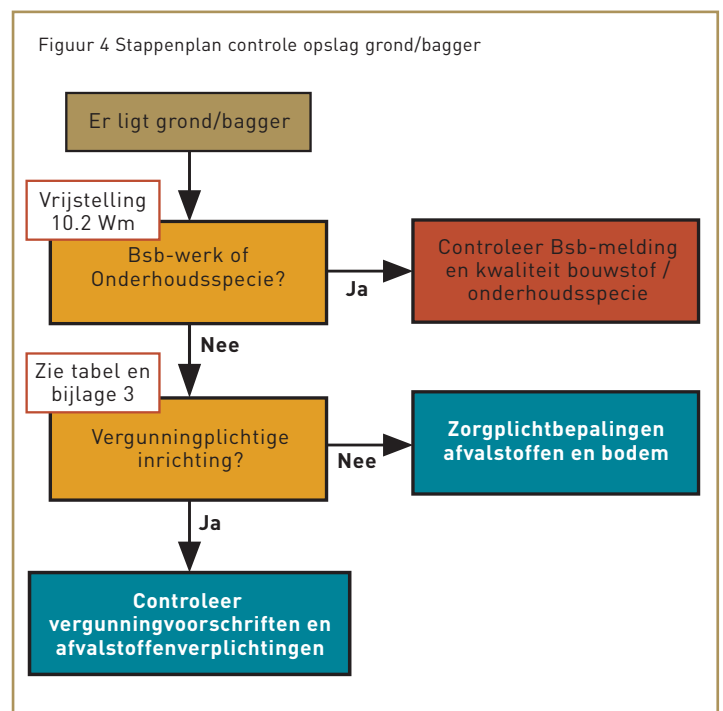 Figuur 4 Stappenplan controle opslag grond/bagger
Er ligt grond/bagger
Vrijstelling
10.2 Wm
Bsb-werk of
Onderhoudsspecie?
Ja
Controleer Bsb-melding
en kwaliteit bouwstof /
onderhoudsspecie
Nee
Zie tabel en
bijlage 3
Vergunningplichtige
inrichting?
Nee
Zorgplichtbepalingen
afvalstoffen en bodem
Ja
Controleer
vergunningvoorschriften en
afvalstoffenverplichtingen